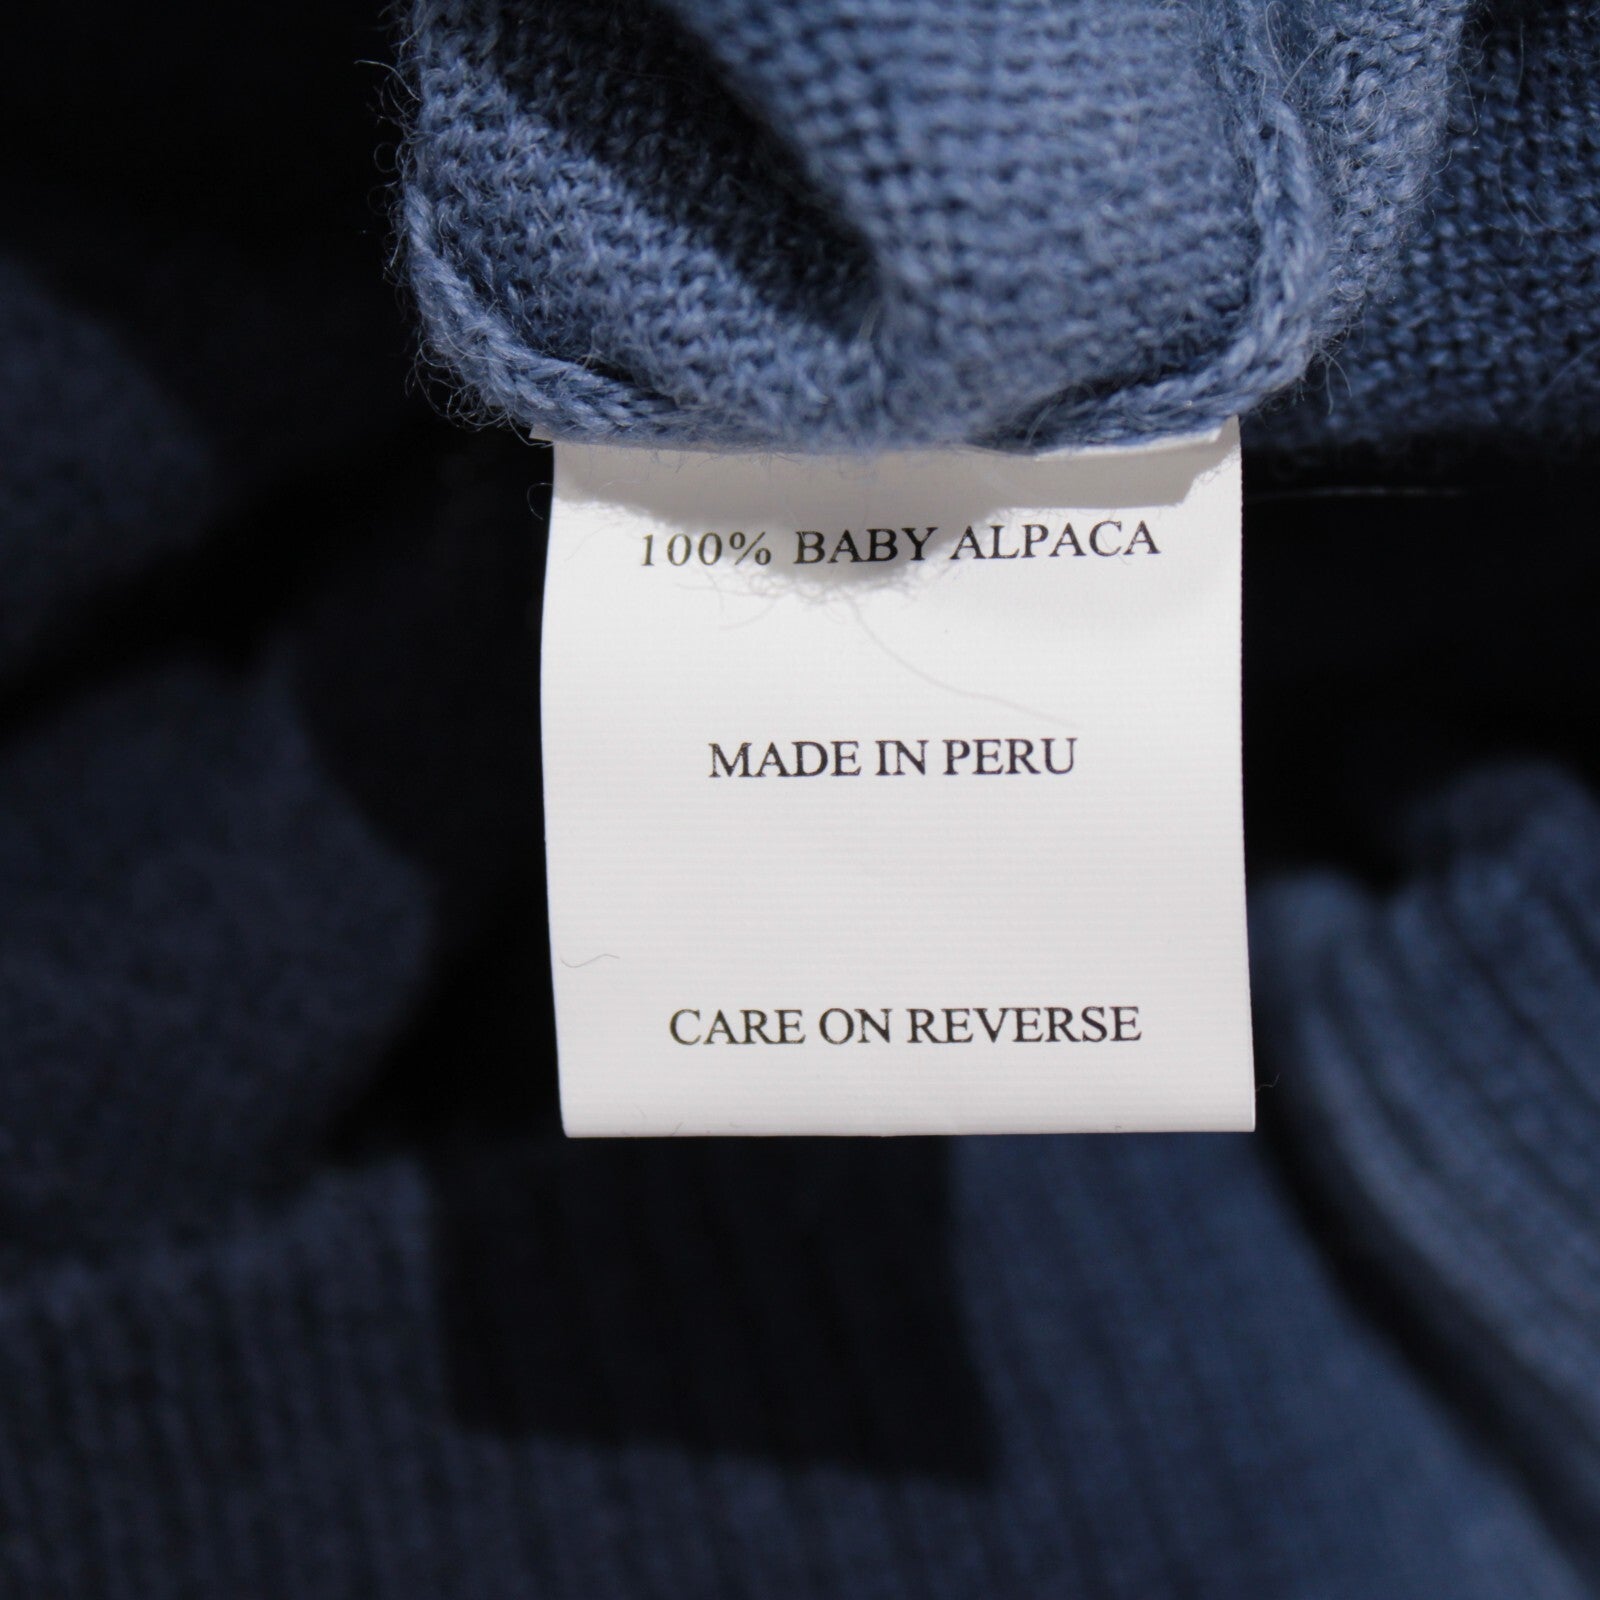 100% BABY ALPACA
MADE IN PERU
CARE ON REVERSE